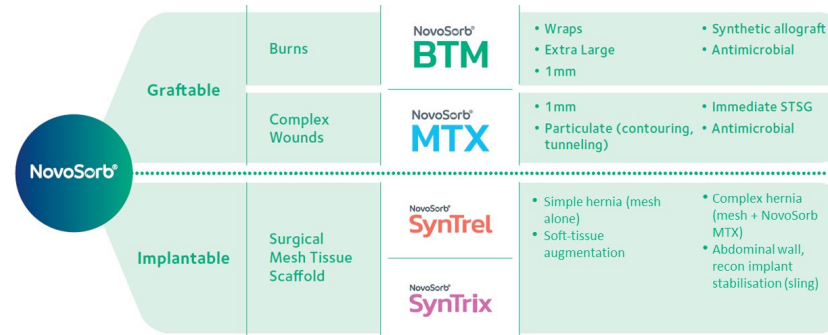 NovoSorb®
Graftable
Burns
NovoSorb®
BTM
• Wraps
• Extra Large
• 1mm
• Synthetic allograft
• Antimicrobial
Complex
Wounds
NovoSorb®
MTX
• 1mm
• Particulate (contouring,
tunneling)
• Immediate STSG
• Antimicrobial
Implantable
Surgical
Mesh Tissue
Scaffold
NovoSorb®
SynTrel
NovoSorb®
SynTrix
• Simple hernia (mesh
alone)
• Soft-tissue
augmentation
• Complex hernia
(mesh + NovoSorb
MTX)
• Abdominal wall,
recon implant
stabilisation (sling)